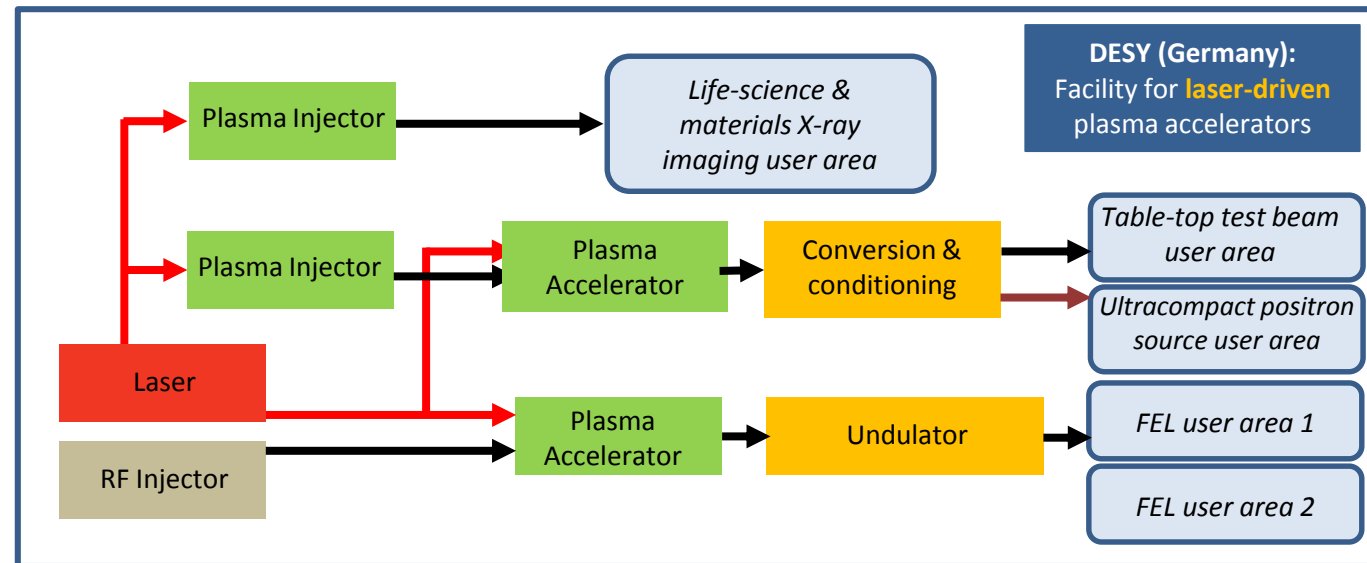 DESY (Germany):
Facility for laser-driven
plasma accelerators
Plasma Injector
Life-science &
materials X-ray
imaging user area
Plasma Injector
Plasma
Accelerator
Conversion &
conditioning
Table-top test beam
user area
Ultracompact positron
source user area
Laser
RF Injector
Plasma
Accelerator
Undulator
FEL user area 1
FEL user area 2